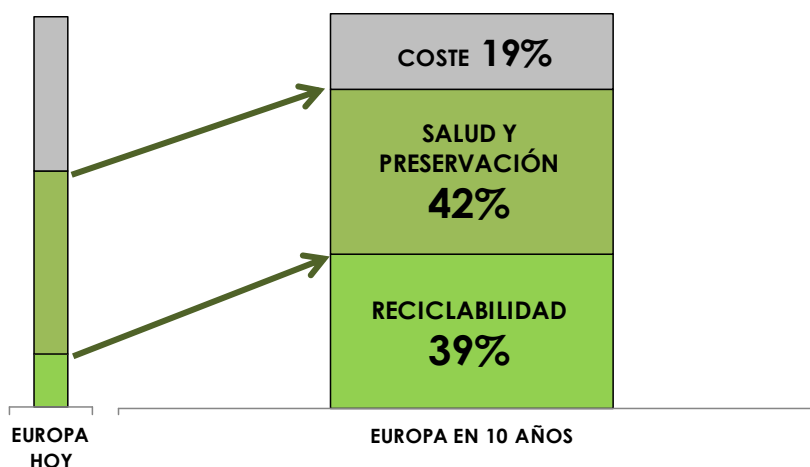 COSTE 19%
SALUD Y
PRESERVACIÓN
42%
RECICLABILIDAD
39%
EUROPA
HOY
EUROPA EN 10 AÑOS